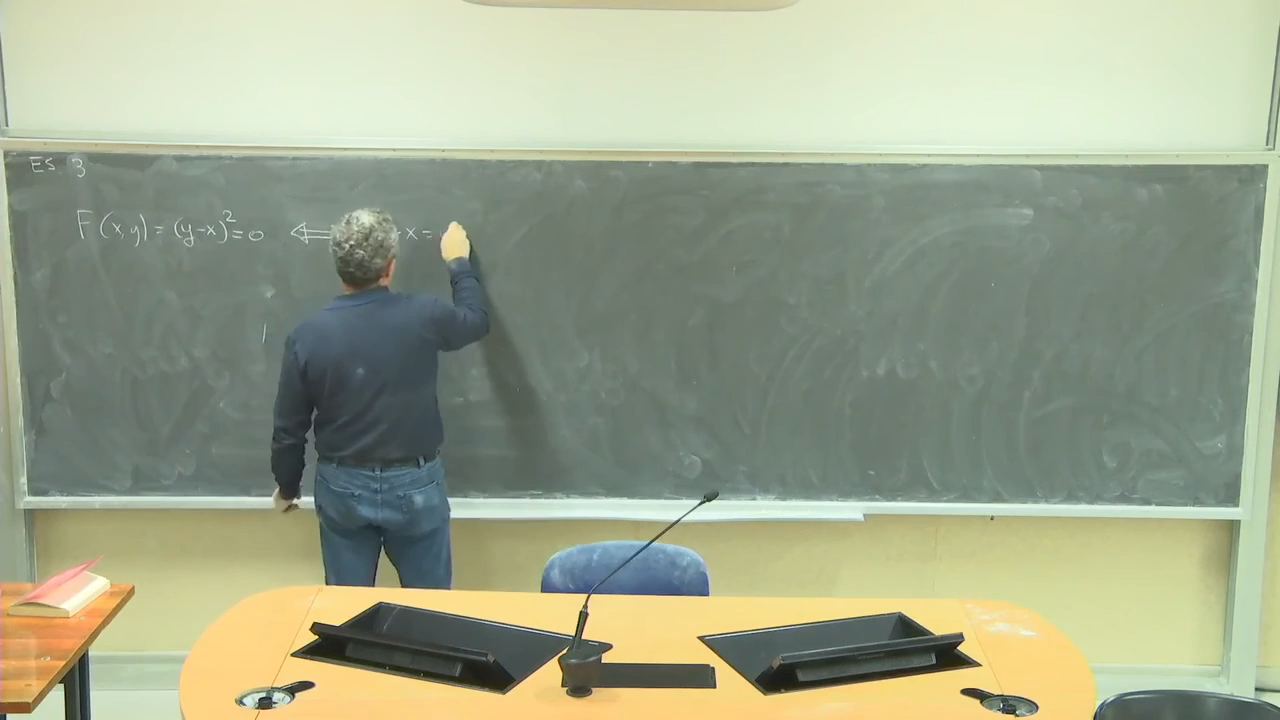 Es. 3
F(x,y) = (y-x)² = 0 ⟸ -x =